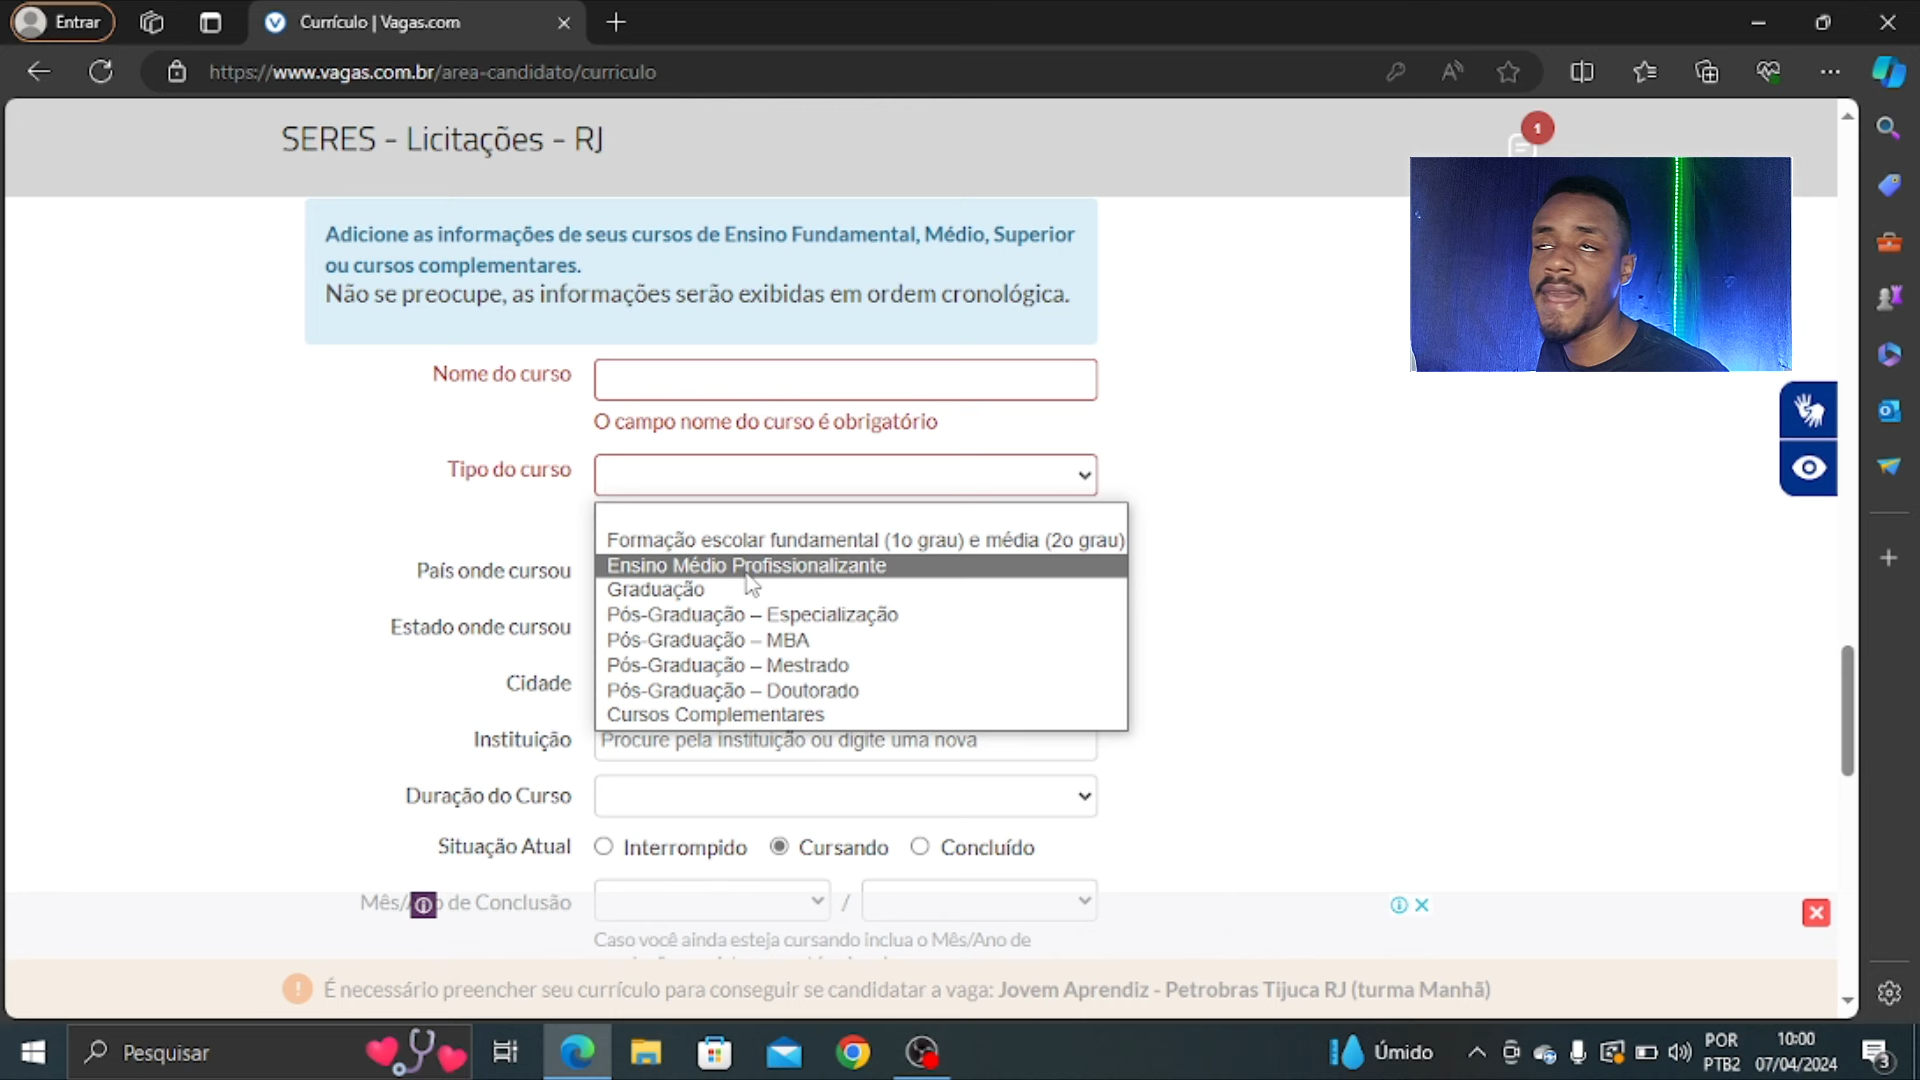 Entrar
Currículo | Vagas.com
https://www.vagas.com.br/area-candidato/curriculo
SERES - Licitações - RJ
1
Adicione as informações de seus cursos de Ensino Fundamental, Médio, Superior
ou cursos complementares.
Não se preocupe, as informações serão exibidas em ordem cronológica.
Nome do curso
O campo nome do curso é obrigatório
Tipo do curso
Formação escolar fundamental (1o grau) e média (2o grau)
Ensino Médio Profissionalizante
País onde cursou
Graduação
Pós-Graduação – Especialização
Estado onde cursou
Pós-Graduação – MBA
Pós-Graduação – Mestrado
Cidade
Pós-Graduação – Doutorado
Cursos Complementares
Instituição
Procure pela instituição ou digite uma nova
Duração do Curso
Situação Atual
Interrompido
Cursando
Concluído
Mês/ de Conclusão
/
Caso você ainda esteja cursando inclua o Mês/Ano de
É necessário preencher seu currículo para conseguir se candidatar a vaga: Jovem Aprendiz - Petrobras Tijuca RJ (turma Manhã)
Pesquisar
Úmido
POR
PTB2
10:00
07/04/2024
3